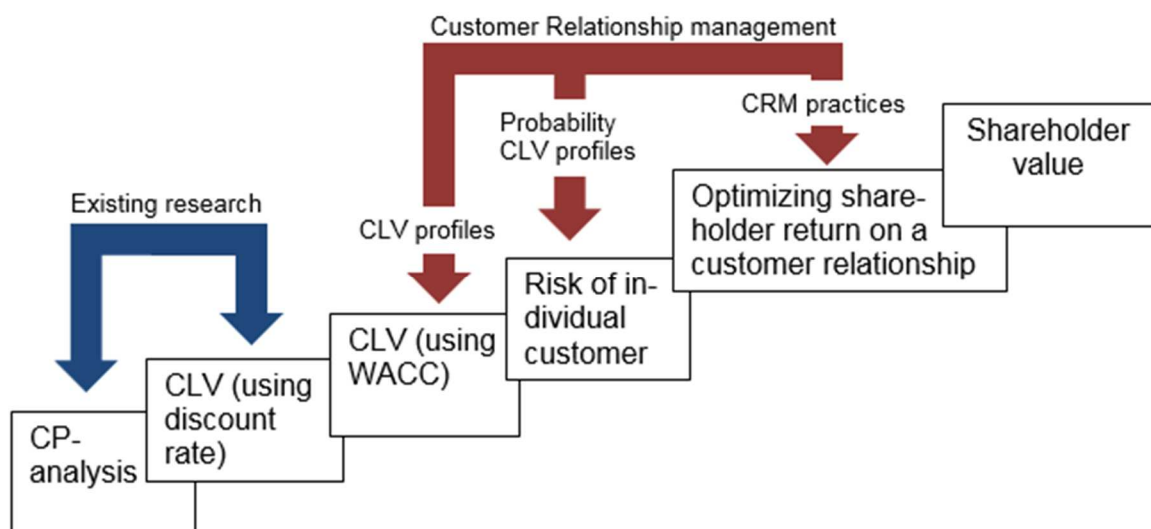 Customer Relationship management
CRM practices
Probability
CLV profiles
Shareholder
value
Existing research
CLV profiles
Optimizing share-
holder return on a
customer relationship
Risk of in-
dividual
customer
CLV (using
WACC)
CLV (using
discount
rate)
CP-
analysis